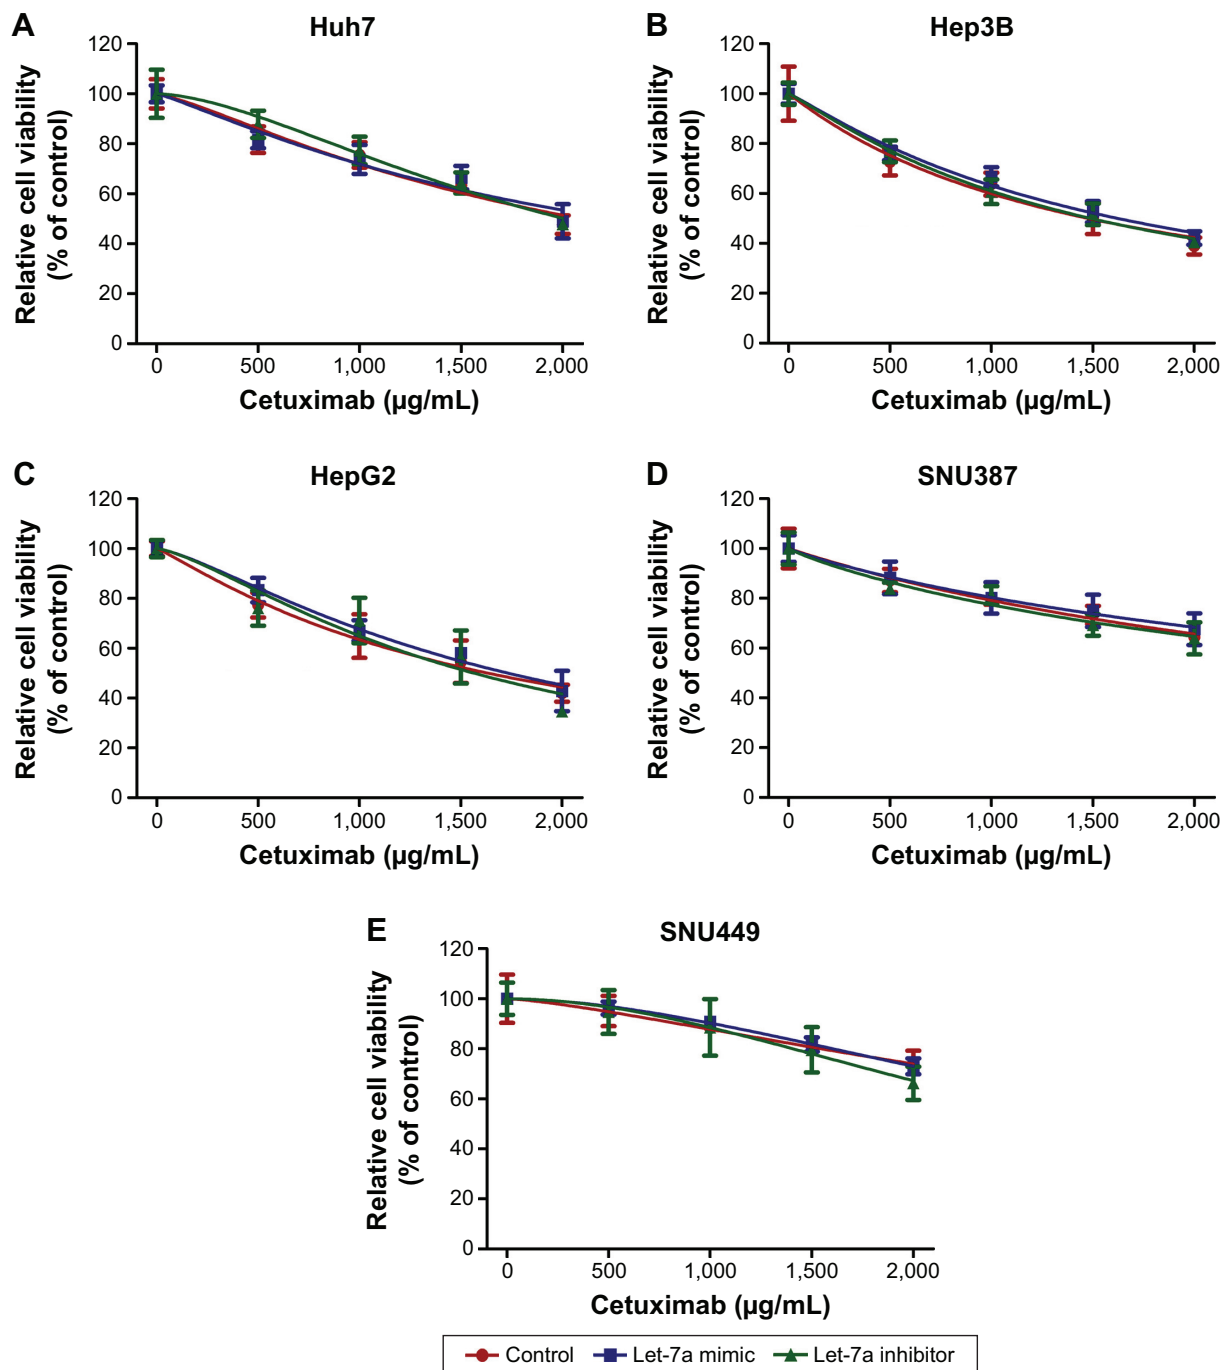 A
Huh7
Relative cell viability
(% of control)
120
100
80
60
40
20
0
0 500 1,000 1,500 2,000
Cetuximab (µg/mL)
B
Hep3B
Relative cell viability
(% of control)
120
100
80
60
40
20
0
0 500 1,000 1,500 2,000
Cetuximab (µg/mL)
C
HepG2
Relative cell viability
(% of control)
120
100
80
60
40
20
0
0 500 1,000 1,500 2,000
Cetuximab (µg/mL)
D
SNU387
Relative cell viability
(% of control)
120
100
80
60
40
20
0
0 500 1,000 1,500 2,000
Cetuximab (µg/mL)
E
SNU449
Relative cell viability
(% of control)
120
100
80
60
40
20
0
0 500 1,000 1,500 2,000
Cetuximab (µg/mL)
Control Let-7a mimic Let-7a inhibitor